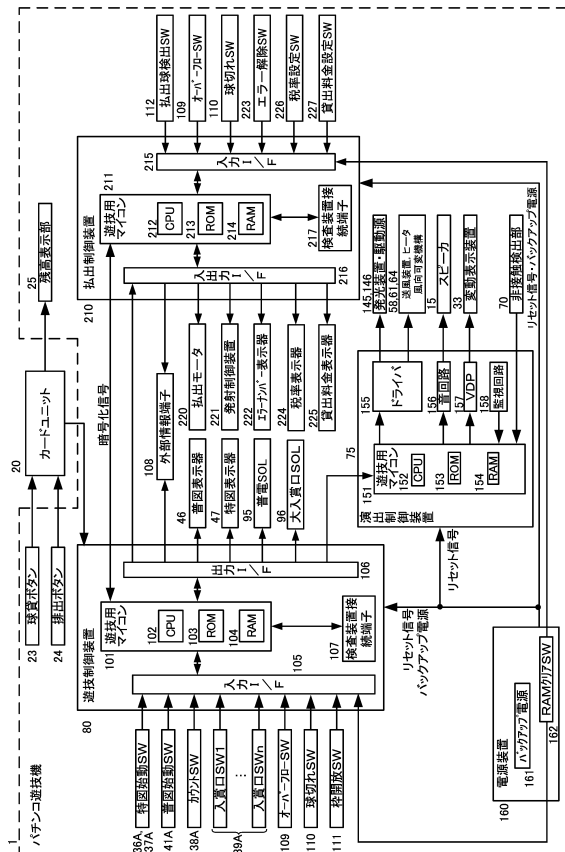 1
パチンコ遊技機
23
球貸ボタン
24
排出ボタン
20
カードユニット
25
残高表示部
80
遊技制御装置
36A,
37A
特図始動SW
41A
普図始動SW
38A
カウントSW
39A
入賞口SW1
⋮
入賞口SWn
109
オーバーフローSW
110
球切れSW
111
枠開放SW
105
入力I/F
101
遊技用
マイコン
102
CPU
103
ROM
104
RAM
107
検査装置接
続端子
106
出力I/F
暗号化信号
108
外部情報端子
46
普図表示器
47
特図表示器
95
普電SOL
96
大入賞口SOL
210
払出制御装置
211
遊技用
マイコン
212
CPU
213
ROM
214
RAM
217
検査装置接
続端子
215
入力I/F
216
入出力I/F
112
払出球検出SW
109
オーバーフローSW
110
球切れSW
223
エラー解除SW
226
税率設定SW
227
貸出料金設定SW
220
払出モータ
221
発射制御装置
222
エラーナンバー表示器
224
税率表示器
225
貸出料金表示器
75
演出制御装置
151
遊技用
マイコン
152
CPU
153
ROM
154
RAM
155
ドライバ
156
音回路
157
VDP
158
監視回路
145,146
発光装置・駆動源
58,61,64
送風装置、ヒータ
風向可変機構
15
スピーカ
33
変動表示装置
70
非接触検出部
リセット信号・バックアップ電源
リセット信号
リセット信号
バックアップ電源
160
電源装置
161
バックアップ電源
162
RAMクリアSW